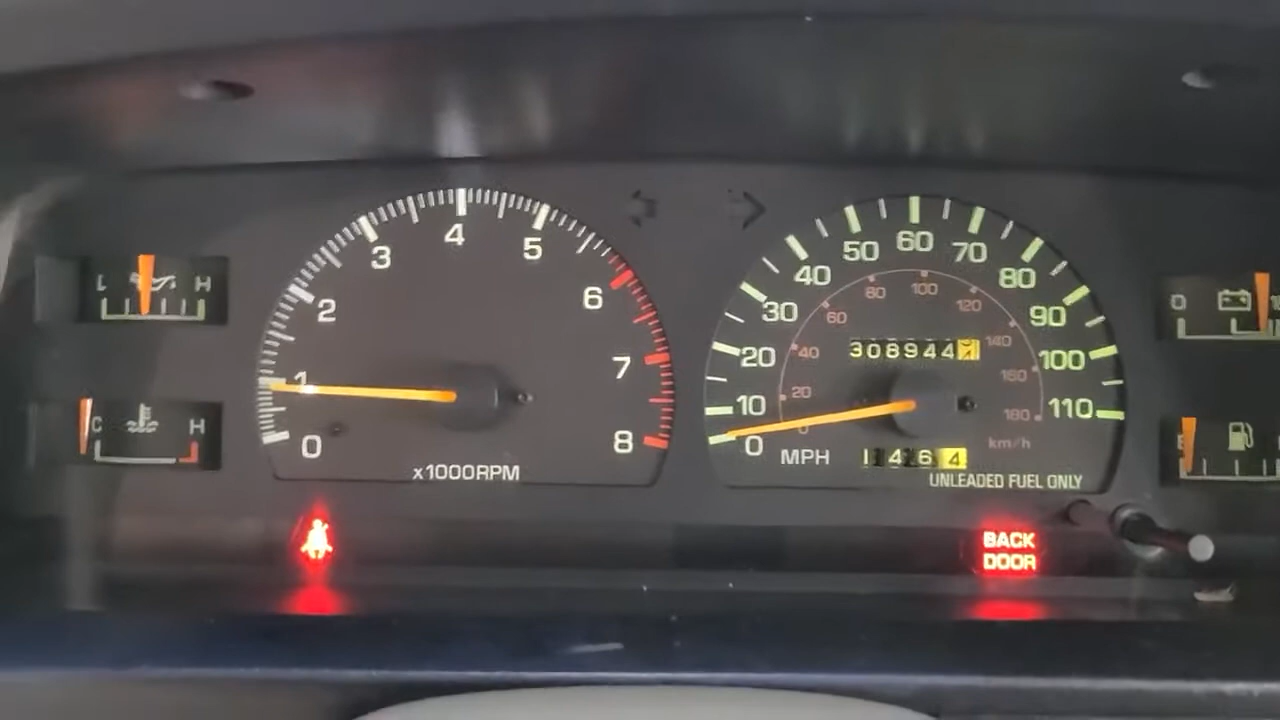 L H
C H
0 1 2 3 4 5 6 7 8
x1000RPM
0 10 20 30 40 50 60 70 80 90 100 110
0 20 40 60 80 100 120 140 160 180
308944
MPH
km/h
1464
UNLEADED FUEL ONLY
BACK
DOOR